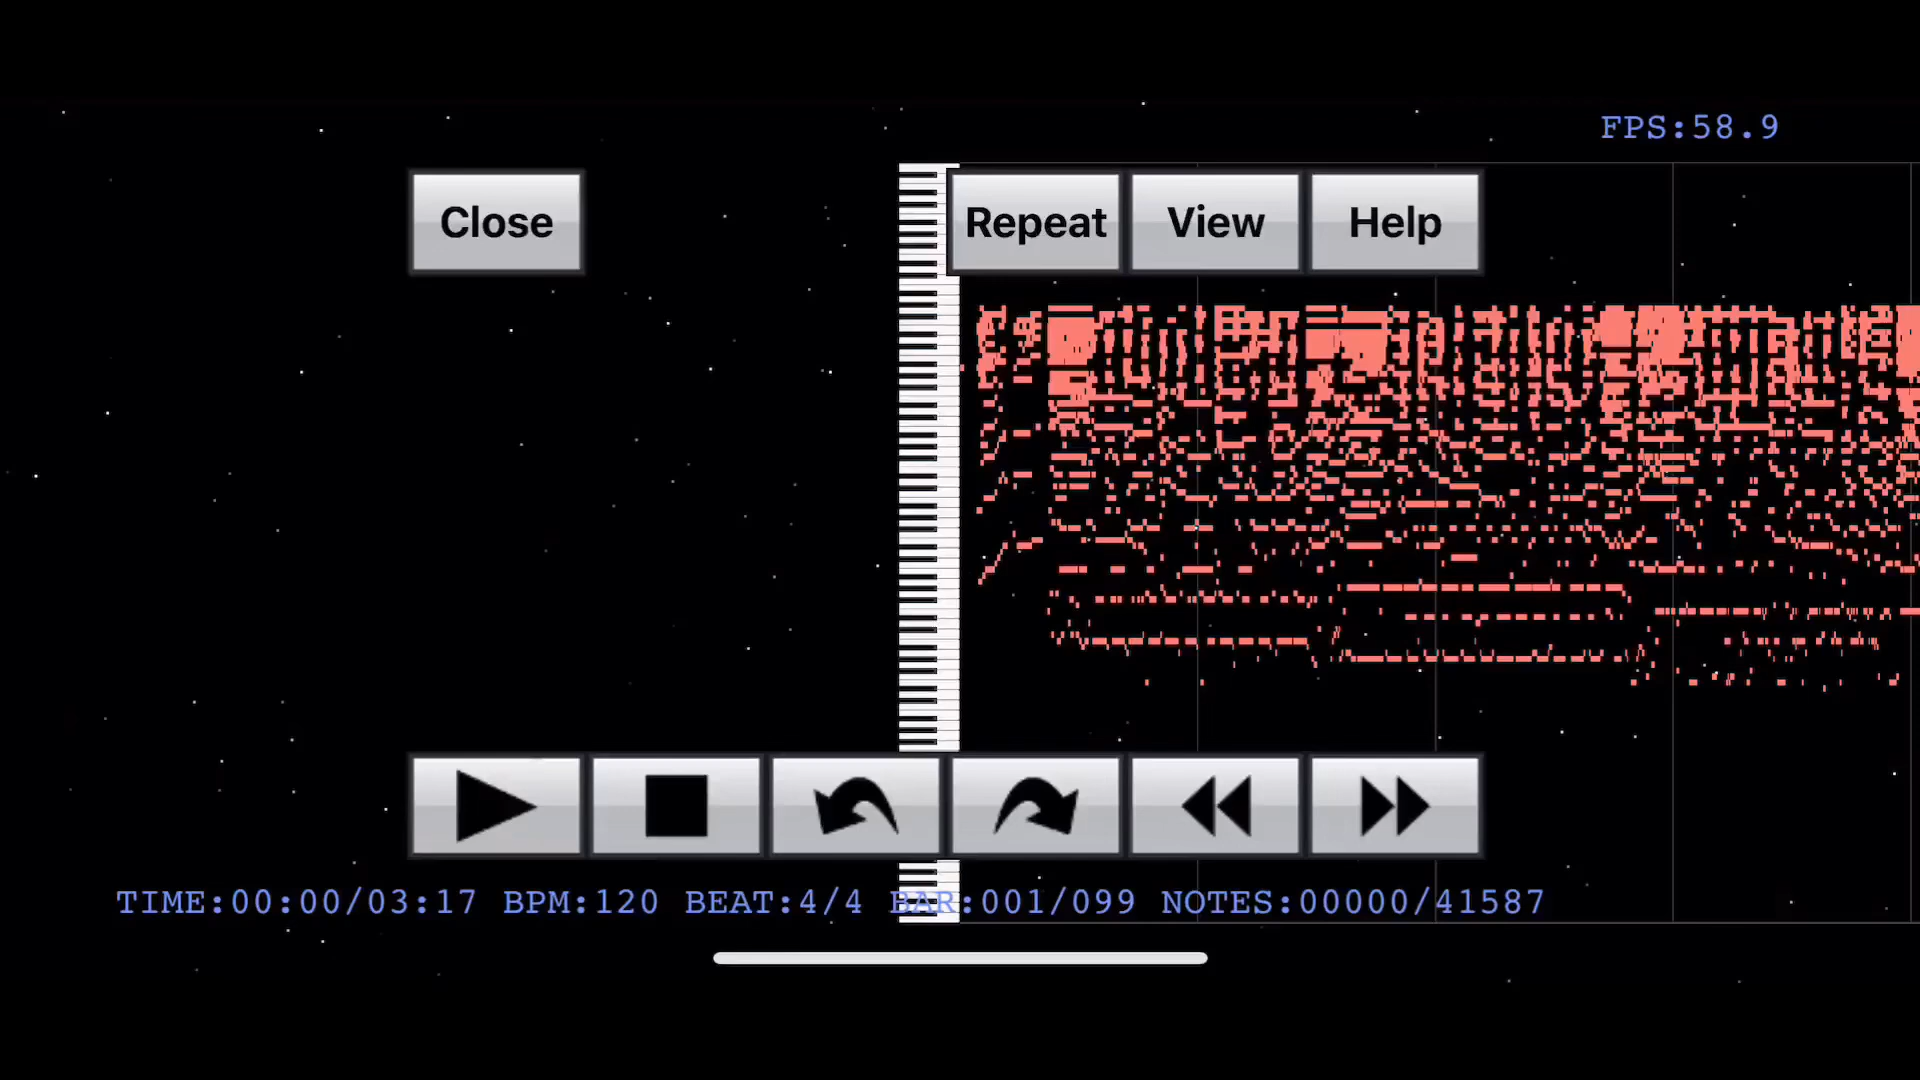 FPS:58.9
Close
Repeat
View
Help
TIME:00:00/03:17 BPM:120 BEAT:4/4 BAR:001/099 NOTES:00000/41587